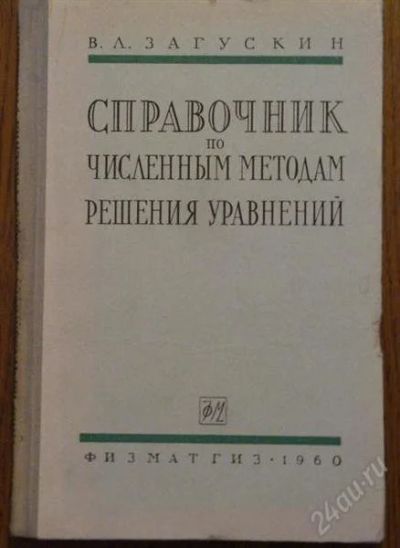 В. Л. ЗАГУСКИН
СПРАВОЧНИК
ПО
ЧИСЛЕННЫМ МЕТОДАМ
РЕШЕНИЯ УРАВНЕНИЙ
ФМ
ФИЗМАТГИЗ · 1960
24au.ru